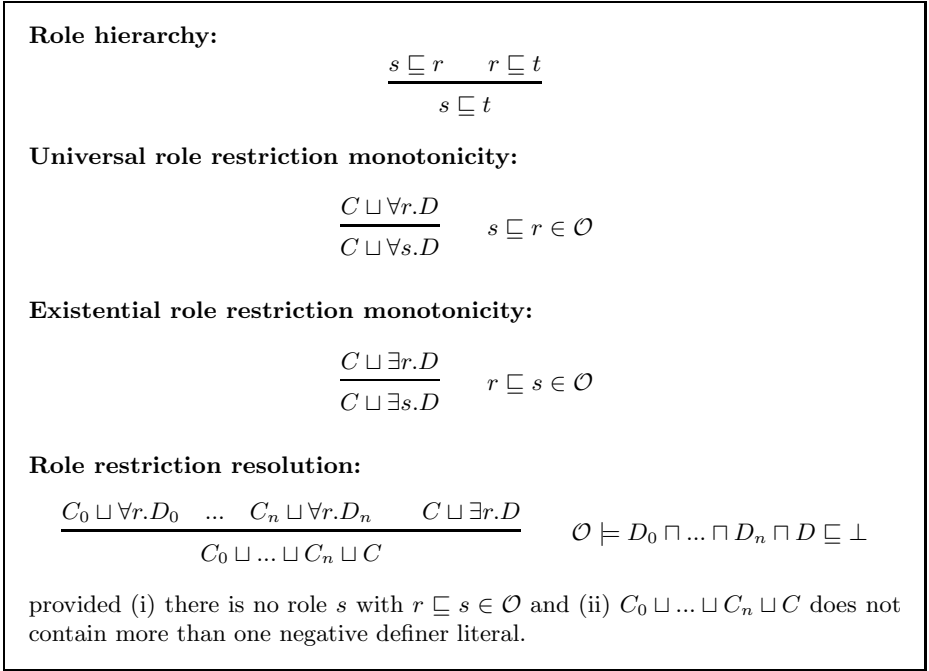 Role hierarchy:
s ⊑ r r ⊑ t
s ⊑ t
Universal role restriction monotonicity:
C ⊔ ∀r.D
s ⊑ r ∈ 𝒪
C ⊔ ∀s.D
Existential role restriction monotonicity:
C ⊔ ∃r.D
r ⊑ s ∈ 𝒪
C ⊔ ∃s.D
Role restriction resolution:
C₀ ⊔ ∀r.D₀ ... Cₙ ⊔ ∀r.Dₙ C ⊔ ∃r.D
𝒪 ⊨ D₀ ⊓ ... ⊓ Dₙ ⊓ D ⊑ ⊥
C₀ ⊔ ... ⊔ Cₙ ⊔ C
provided (i) there is no role s with r ⊑ s ∈ 𝒪 and (ii) C₀ ⊔ ... ⊔ Cₙ ⊔ C does not
contain more than one negative definer literal.